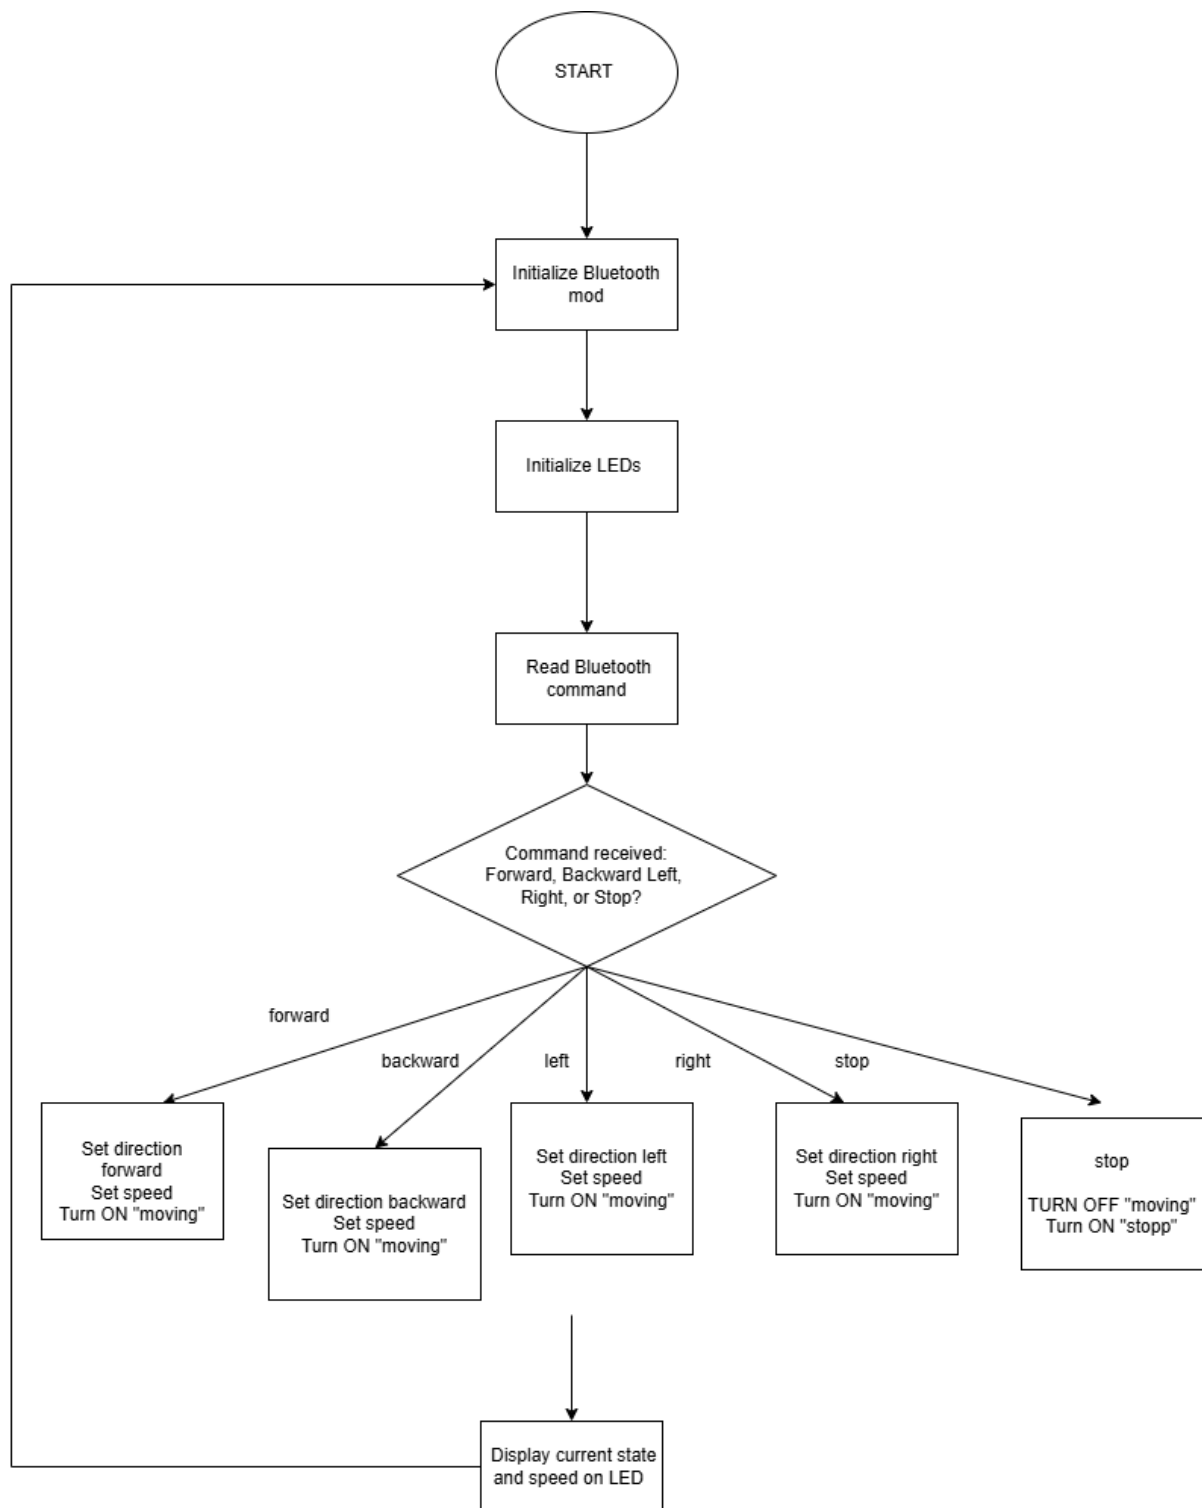 START
Initialize Bluetooth
mod
Initialize LEDs
Read Bluetooth
command
Command received:
Forward, Backward Left,
Right, or Stop?
forward
backward
left
right
stop
Set direction
forward
Set speed
Turn ON "moving"
Set direction backward
Set speed
Turn ON "moving"
Set direction left
Set speed
Turn ON "moving"
Set direction right
Set speed
Turn ON "moving"
stop
TURN OFF "moving"
Turn ON "stopp"
Display current state
and speed on LED